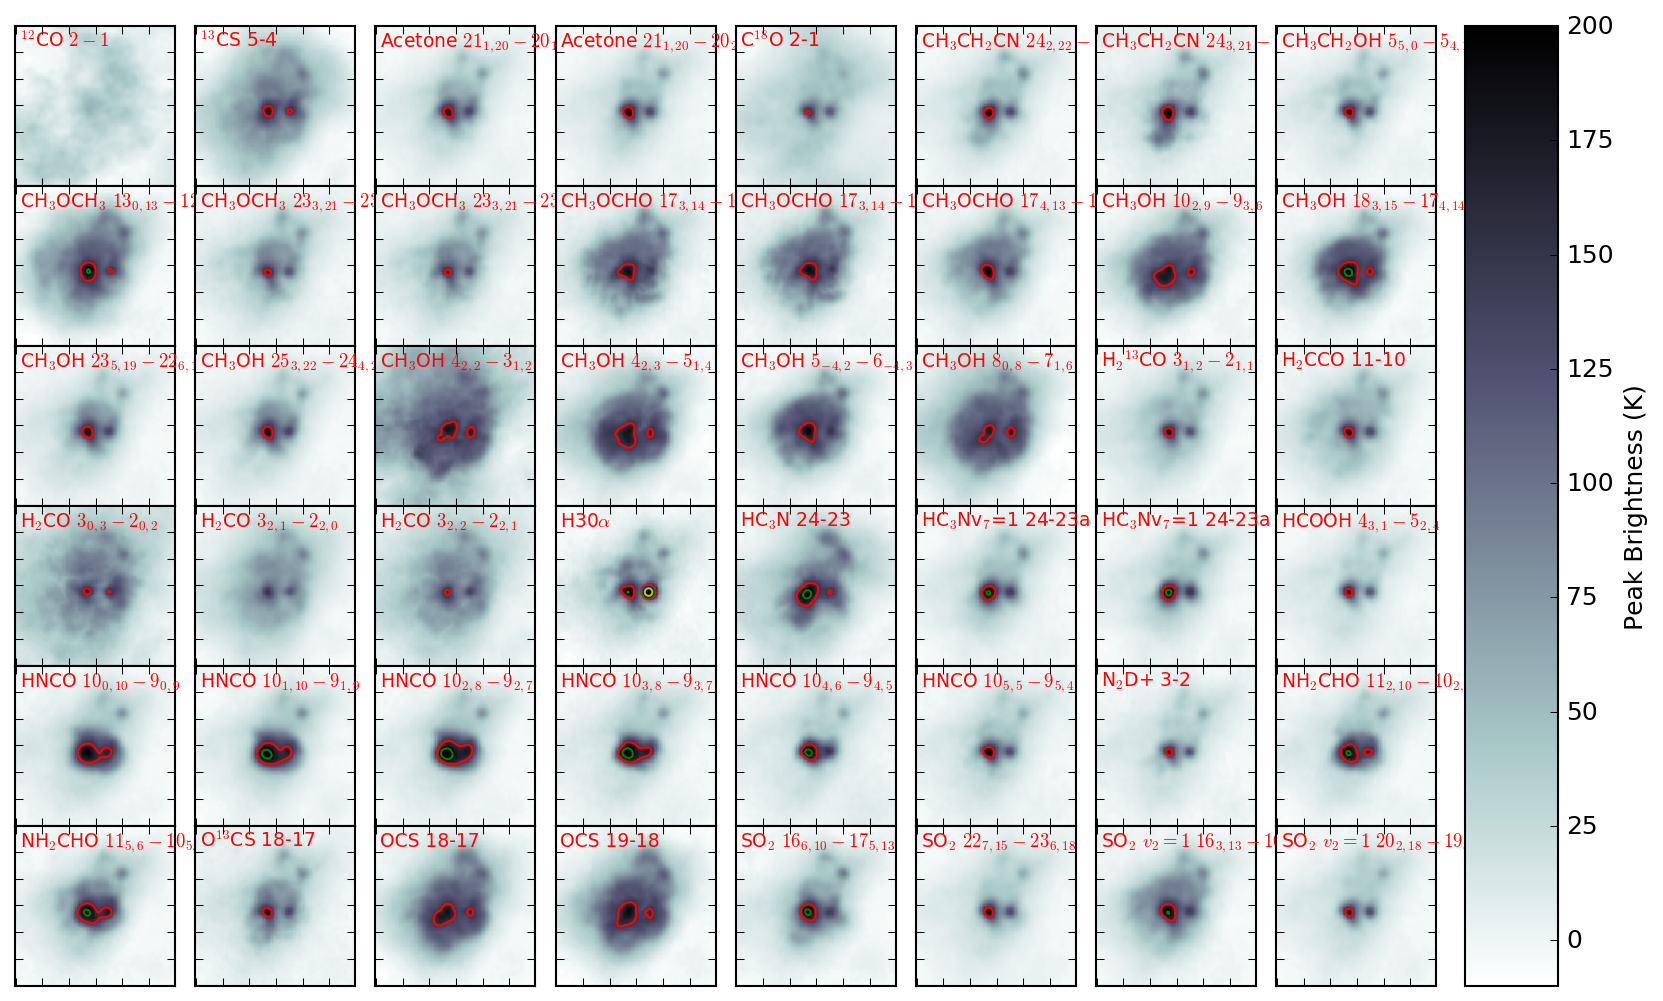 ¹²CO 2 − 1
¹³CS 5-4
Acetone 21₁,₂₀ − 20₁
Acetone 21₁,₂₀ − 20₂
C¹⁸O 2-1
CH₃CH₂CN 24₂,₂₂ −
CH₃CH₂CN 24₃,₂₁ −
CH₃CH₂OH 5₅,₀ − 5₄,
CH₃OCH₃ 13₀,₁₃ − 12
CH₃OCH₃ 23₃,₂₁ − 23
CH₃OCH₃ 23₃,₂₁ − 23
CH₃OCHO 17₃,₁₄ − 1
CH₃OCHO 17₃,₁₄ − 1
CH₃OCHO 17₄,₁₃ − 1
CH₃OH 10₂,₉ − 9₃,₆
CH₃OH 18₃,₁₅ − 17₄,₁₄
CH₃OH 23₅,₁₉ − 22₆,₁
CH₃OH 25₃,₂₂ − 24₄,₂
CH₃OH 4₂,₂ − 3₁,₂
CH₃OH 4₂,₃ − 5₁,₄
CH₃OH 5₋₄,₂ − 6₋₄,₃
CH₃OH 8₀,₈ − 7₁,₆
H₂¹³CO 3₁,₂ − 2₁,₁
H₂CCO 11-10
H₂CO 3₀,₃ − 2₀,₂
H₂CO 3₂,₁ − 2₂,₀
H₂CO 3₂,₂ − 2₂,₁
H30α
HC₃N 24-23
HC₃Nv₇=1 24-23a
HC₃Nv₇=1 24-23a
HCOOH 4₃,₁ − 5₂,₄
HNCO 10₀,₁₀ − 9₀,₉
HNCO 10₁,₁₀ − 9₁,₉
HNCO 10₂,₈ − 9₂,₇
HNCO 10₃,₈ − 9₃,₇
HNCO 10₄,₆ − 9₄,₅
HNCO 10₅,₅ − 9₅,₄
N₂D+ 3-2
NH₂CHO 11₂,₁₀ − 10₂,
NH₂CHO 11₅,₆ − 10₅,
O¹³CS 18-17
OCS 18-17
OCS 19-18
SO₂ 16₆,₁₀ − 17₅,₁₃
SO₂ 22₇,₁₅ − 23₆,₁₈
SO₂ v₂ = 1 16₃,₁₃ − 1
SO₂ v₂ = 1 20₂,₁₈ − 19
200
175
150
125
100
75
50
25
0
Peak Brightness (K)